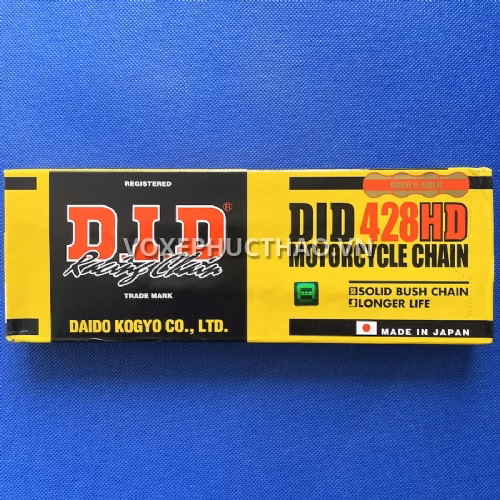 REGISTERED
D.I.D®
Racing Chain
TRADE MARK
DAIDO KOGYO CO., LTD.
GOLD
DID 428HD
MOTORCYCLE CHAIN
SOLID BUSH CHAIN
LONGER LIFE
MADE IN JAPAN
VOXEPHUCTHAO.VN